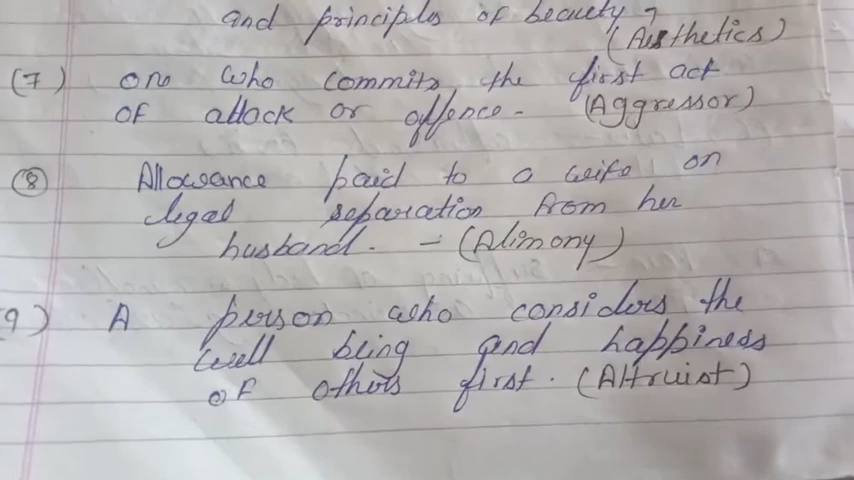 and principles of beauty →
(Aesthetics)
(7) one who commits the first act
of attack or offence - (Aggressor)
(8) Allowance paid to a wife on
legal separation from her
husband. - (Alimony)
9) A person who considers the
well being and happiness
of others first. (Altruist)